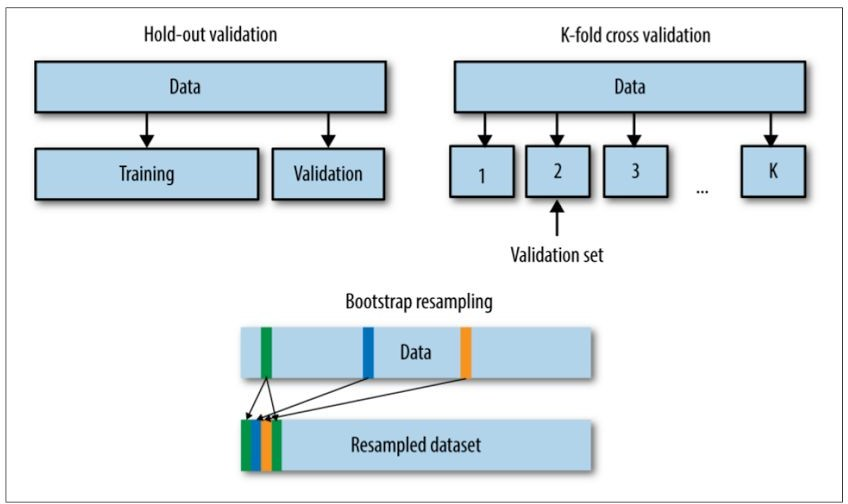 Hold-out validation
Data
Training
Validation
K-fold cross validation
Data
1
2
3
...
K
Validation set
Bootstrap resampling
Data
Resampled dataset